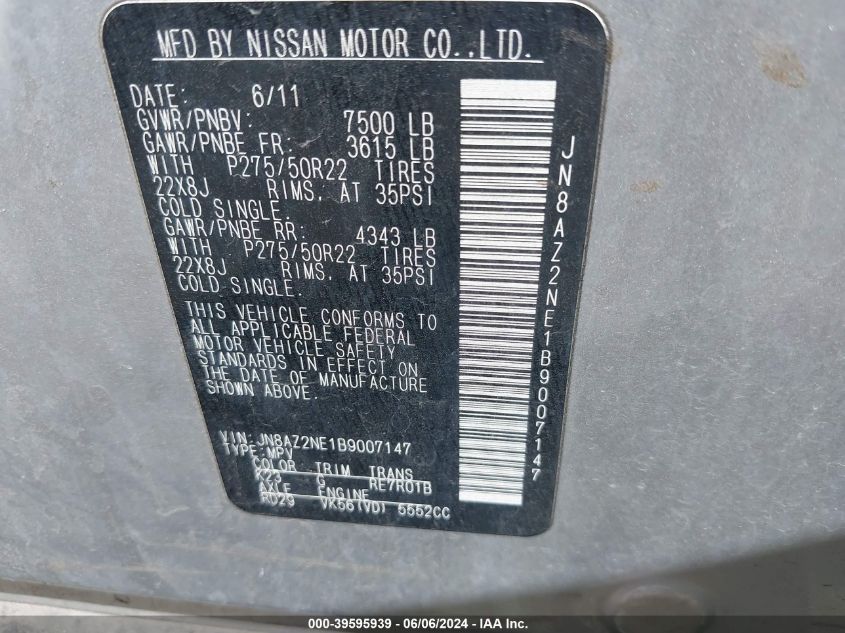 MFD BY NISSAN MOTOR CO.,LTD.
DATE: 6/11
GVWR/PNBV: 7500 LB
GAWR/PNBE FR: 3615 LB
WITH P275/50R22 TIRES
22X8J RIMS, AT 35PSI
COLD SINGLE.
GAWR/PNBE RR: 4343 LB
WITH P275/50R22 TIRES
22X8J RIMS, AT 35PSI
COLD SINGLE.
THIS VEHICLE CONFORMS TO
ALL APPLICABLE FEDERAL
MOTOR VEHICLE SAFETY
STANDARDS IN EFFECT ON
THE DATE OF MANUFACTURE
SHOWN ABOVE.
VIN: JN8AZ2NE1B9007147
TYPE: MPV
COLOR TRIM TRANS
K23 G RE7R01B
AXLE ENGINE
RD29 VK56(VD) 5552CC
JN8AZ2NE1B9007147
000-39595939 / 06/06/2024 - IAA Inc.